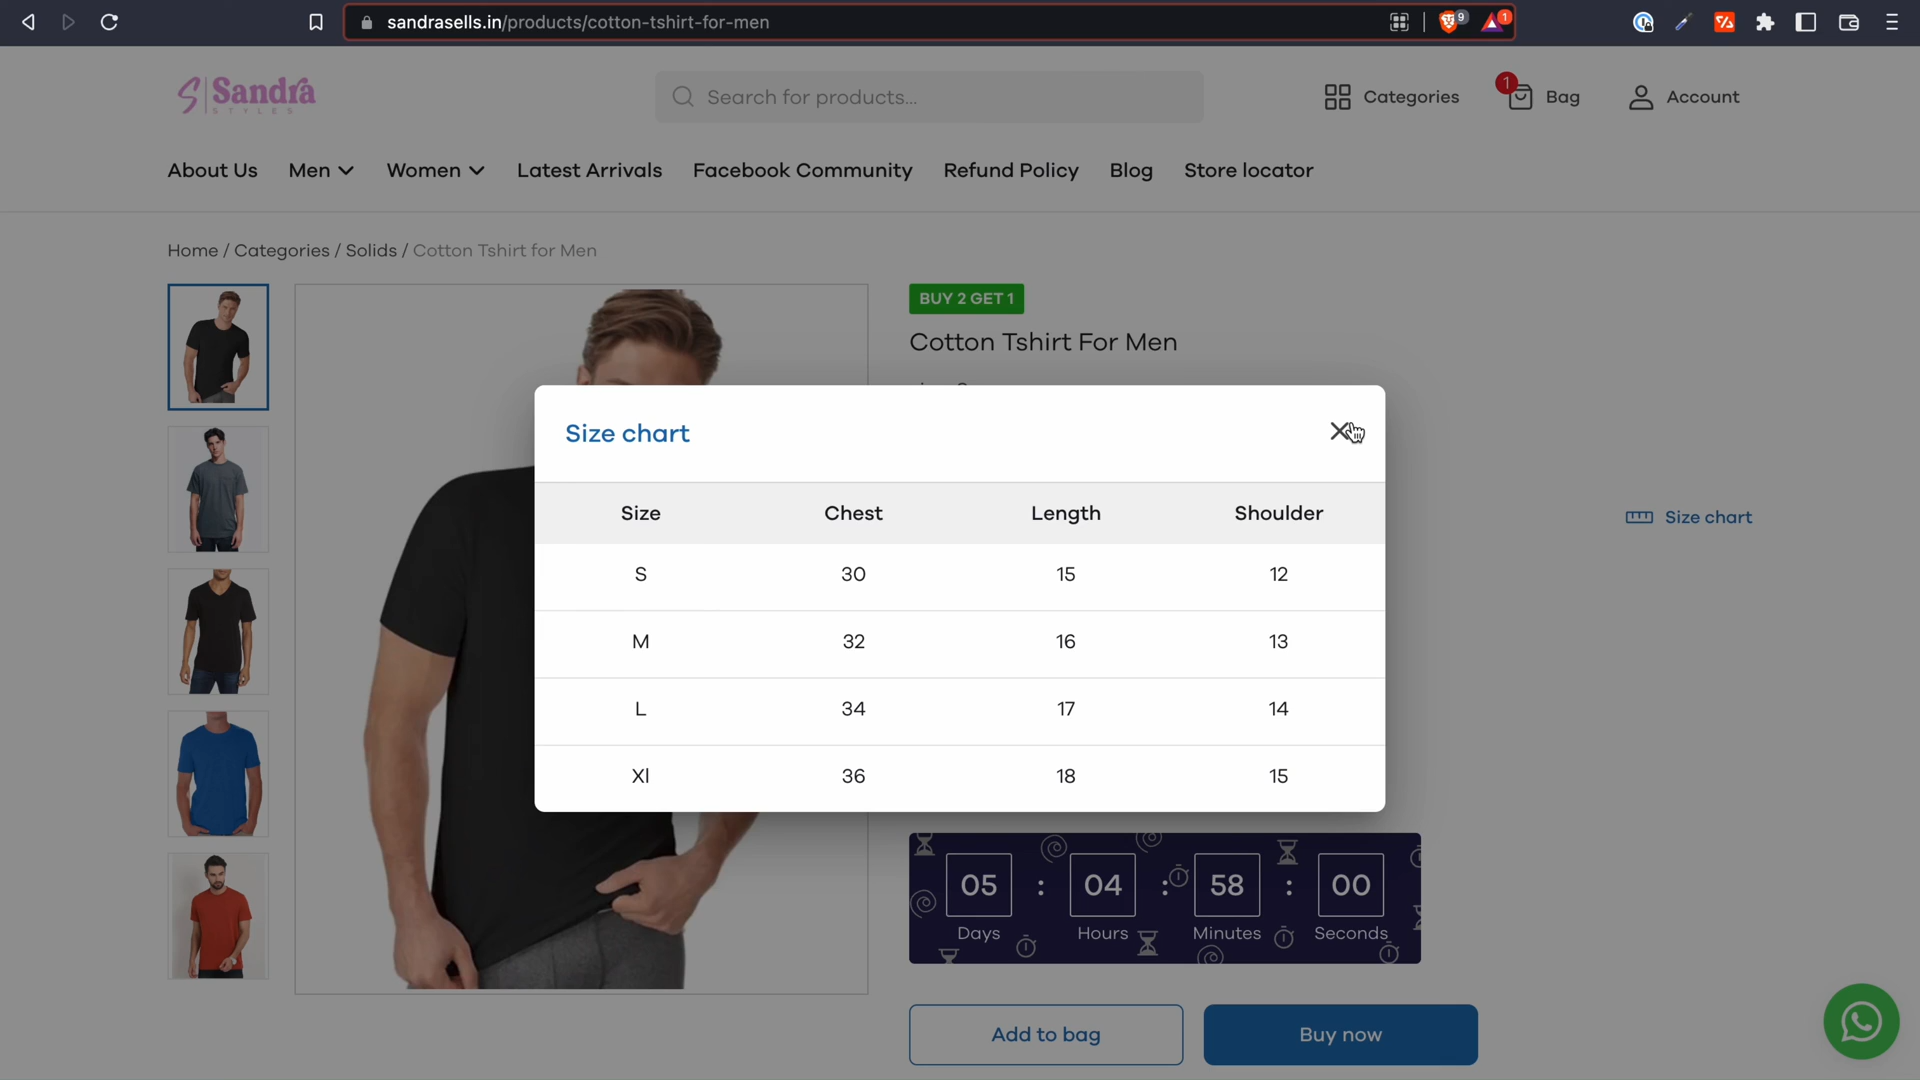 sandrasells.in/products/cotton-tshirt-for-men
9
1
S Sandra
STYLES
Search for products...
Categories
1
Bag
Account
About Us Men Women Latest Arrivals Facebook Community Refund Policy Blog Store locator
Home / Categories / Solids / Cotton Tshirt for Men
BUY 2 GET 1
Cotton Tshirt For Men
Size chart
Size Chest Length Shoulder
S 30 15 12
M 32 16 13
L 34 17 14
Xl 36 18 15
Size chart
05 : 04 : 58 : 00
Days Hours Minutes Seconds
Add to bag
Buy now